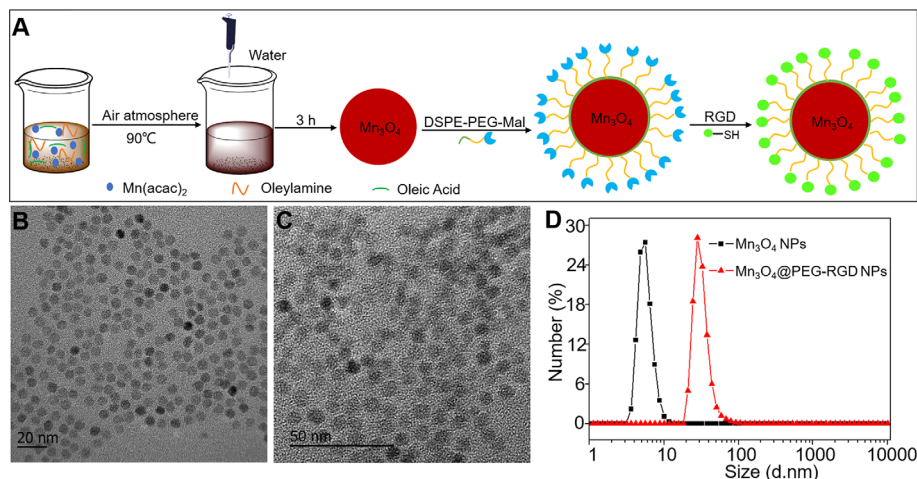 A
Water
Air atmosphere
90℃
3 h
Mn₃O₄
DSPE-PEG-Mal
Mn₃O₄
RGD
-SH
Mn₃O₄
Mn(acac)₂
Oleylamine
Oleic Acid
B
20 nm
C
50 nm
D
Number (%)
30
24
18
12
6
0
Mn₃O₄ NPs
Mn₃O₄@PEG-RGD NPs
1 10 100 1000 10000
Size (d.nm)